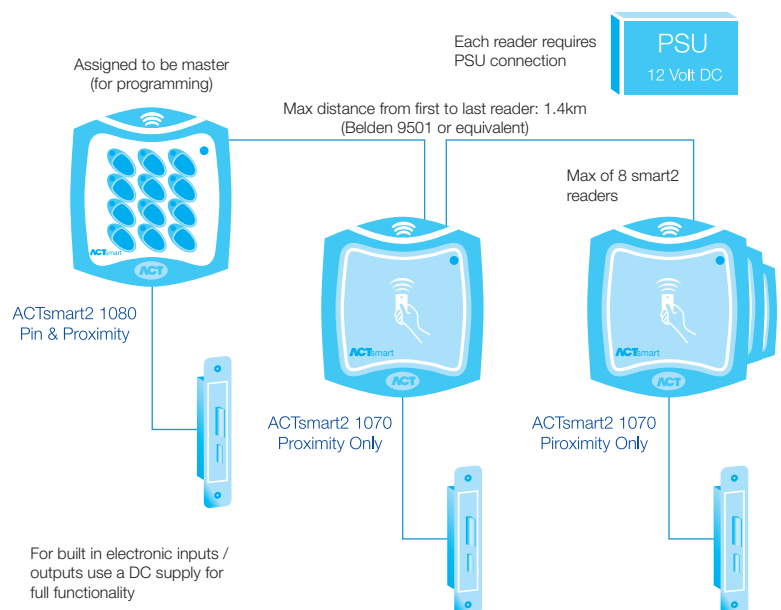 Each reader requires
PSU connection
PSU
12 Volt DC
Assigned to be master
(for programming)
Max distance from first to last reader: 1.4km
(Belden 9501 or equivalent)
Max of 8 smart2
readers
ACTsmart
ACT
ACTsmart2 1080
Pin & Proximity
ACTsmart
ACT
ACTsmart2 1070
Proximity Only
ACTsmart
ACT
ACTsmart2 1070
Piroximity Only
For built in electronic inputs /
outputs use a DC supply for
full functionality